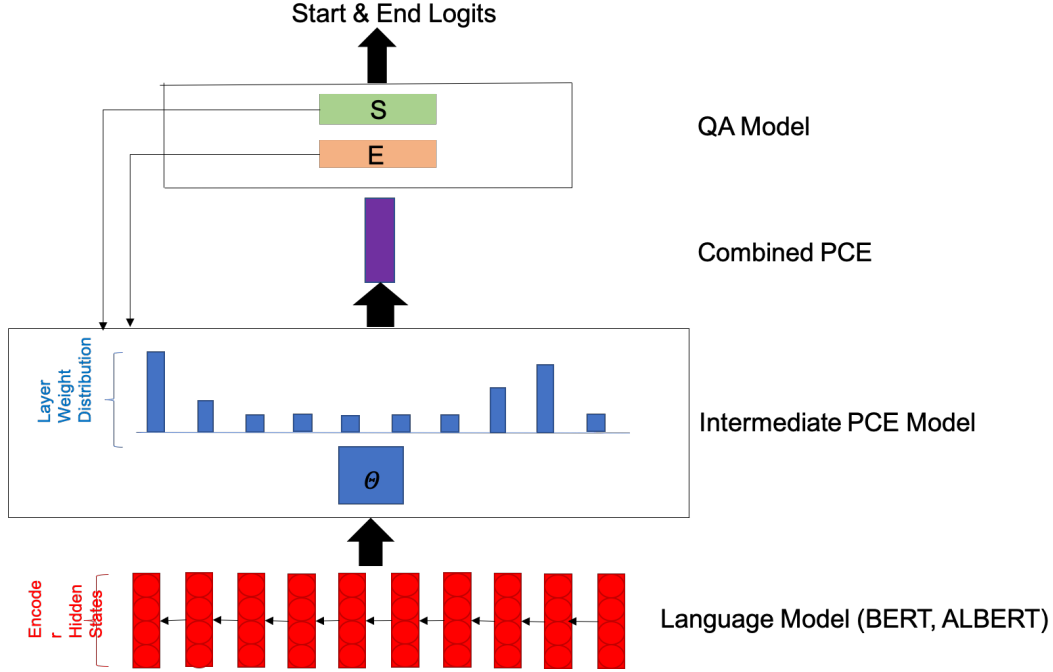 Start & End Logits
S
E
QA Model
Combined PCE
Layer
Weight
Distribution
Θ
Intermediate PCE Model
Encode
r
Hidden
States
Language Model (BERT, ALBERT)